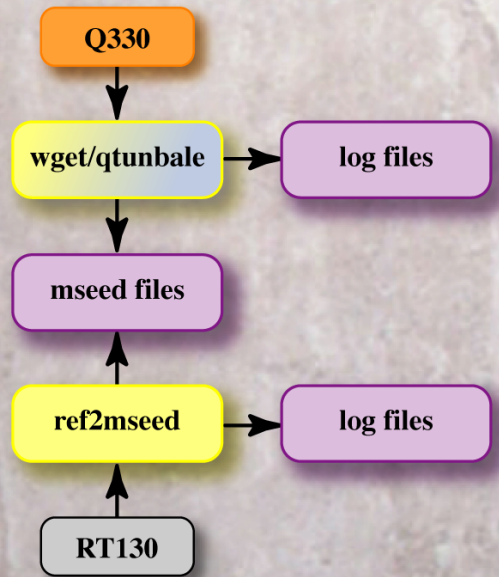 Q330
wget/qtunbale
log files
mseed files
ref2mseed
log files
RT130